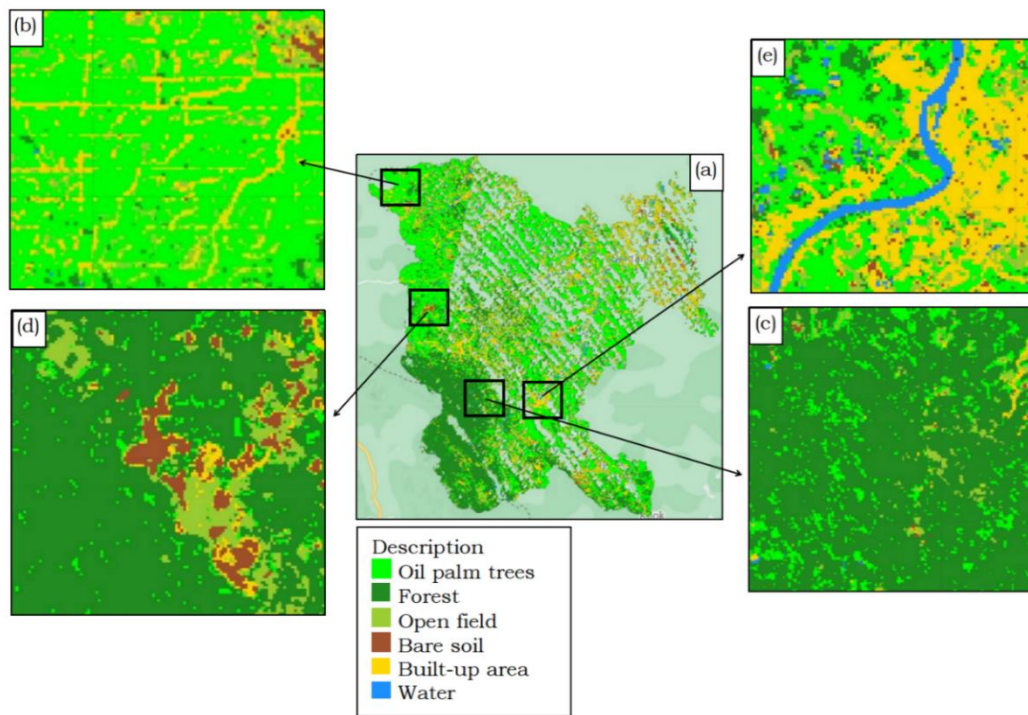 (b)
(e)
(a)
(d)
(c)
Description
Oil palm trees
Forest
Open field
Bare soil
Built-up area
Water